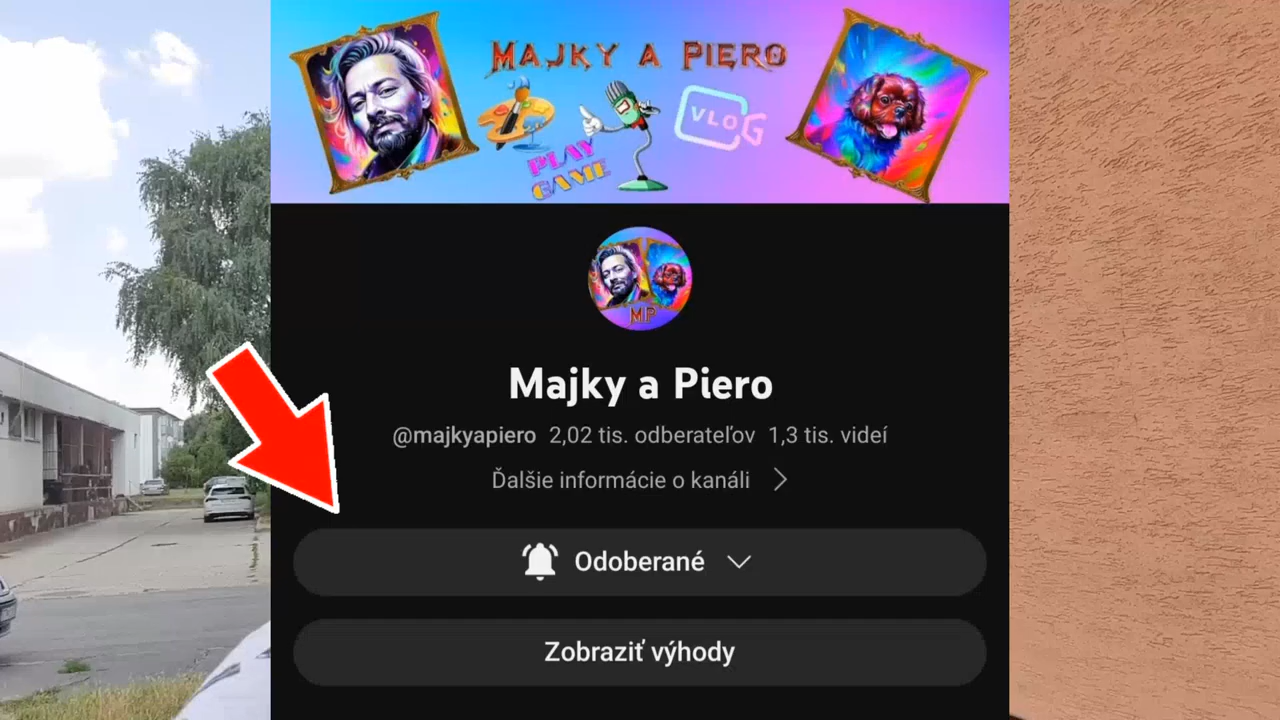 MAJKY A PIERO
VLOG
PLAY
GAME
MP
Majky a Piero
@majkyapiero 2,02 tis. odberateľov 1,3 tis. videí
Ďalšie informácie o kanáli
Odoberané
Zobraziť výhody